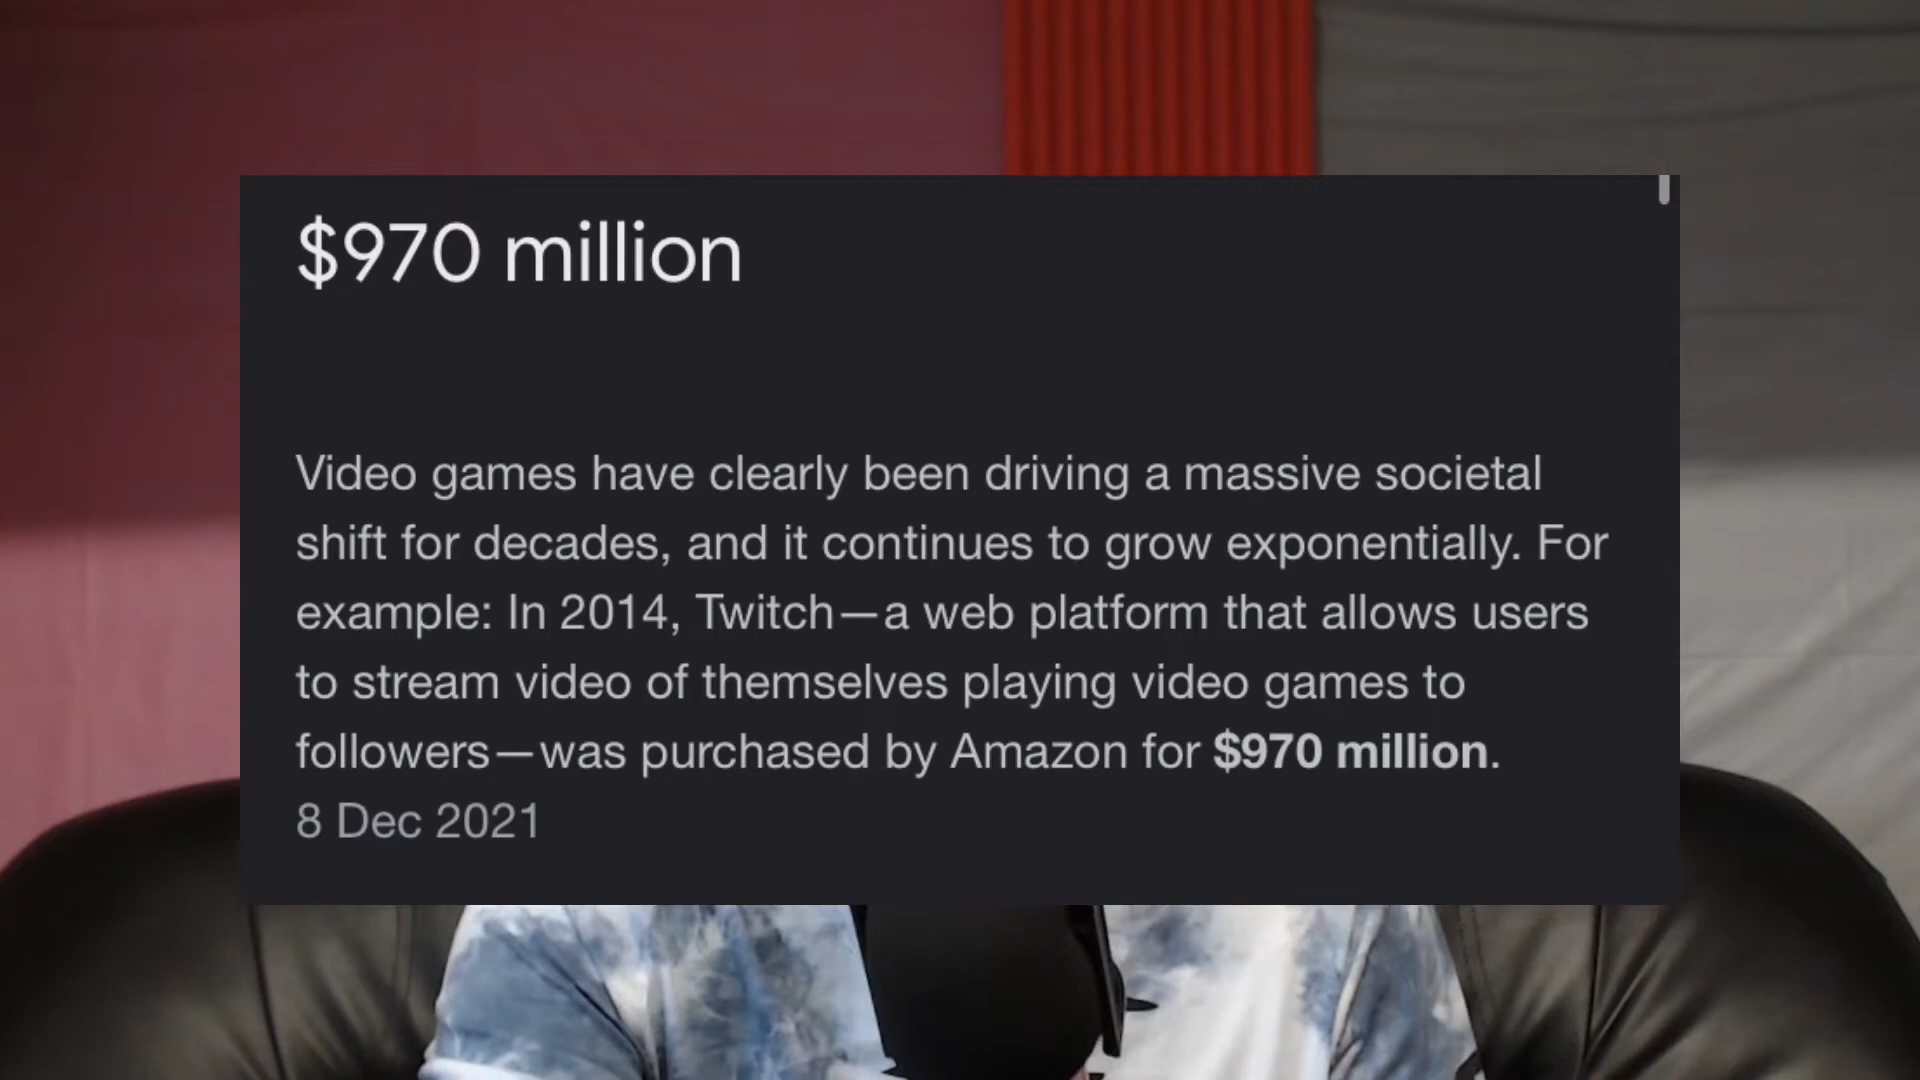 $970 million
Video games have clearly been driving a massive societal
shift for decades, and it continues to grow exponentially. For
example: In 2014, Twitch—a web platform that allows users
to stream video of themselves playing video games to
followers—was purchased by Amazon for $970 million.
8 Dec 2021